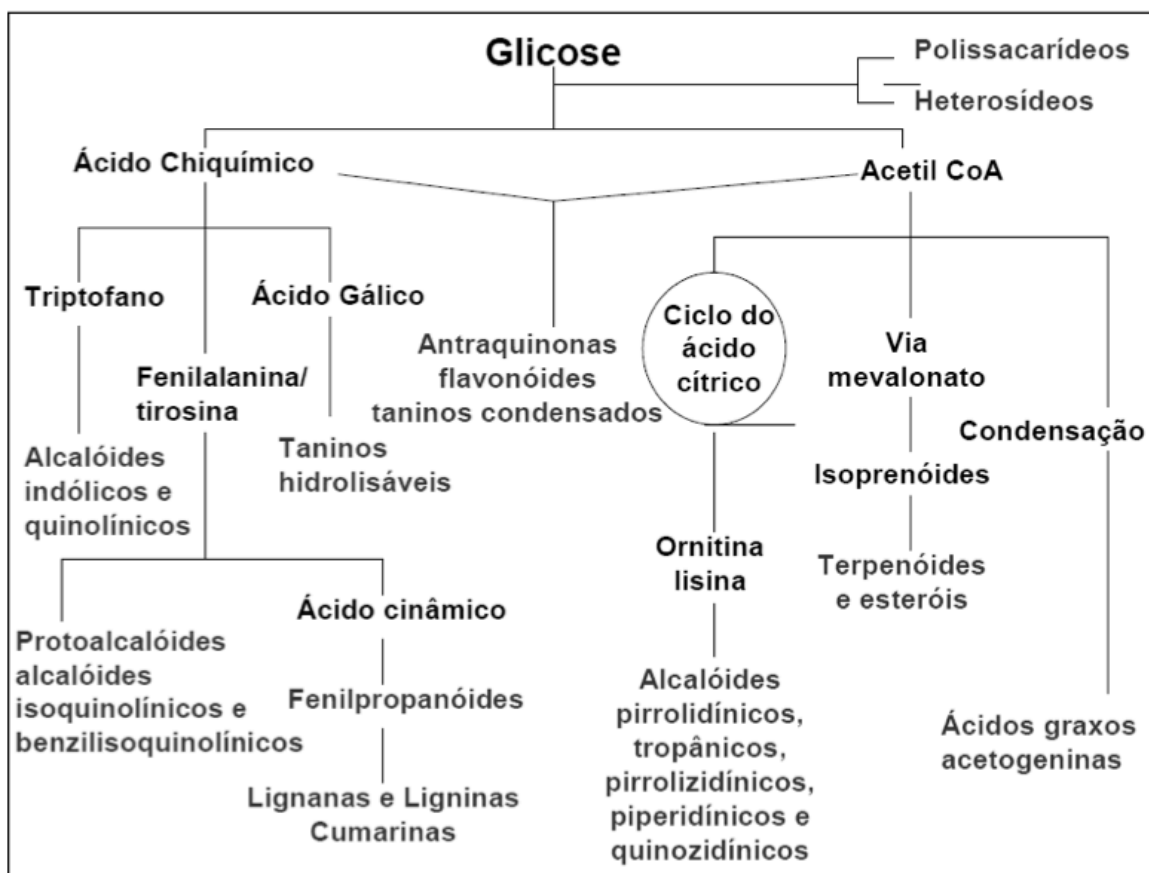 Glicose
Polissacarídeos
Heterosídeos
Ácido Chiquímico
Acetil CoA
Triptofano
Ácido Gálico
Fenilalanina/
tirosina
Antraquinonas
flavonóides
taninos condensados
Ciclo do
ácido
cítrico
Via
mevalonato
Condensação
Alcalóides
indólicos e
quinolínicos
Taninos
hidrolisáveis
Isoprenóides
Ornitina
lisina
Terpenóides
e esteróis
Protoalcalóides
alcalóides
isoquinolínicos e
benzilisoquinolínicos
Ácido cinâmico
Fenilpropanóides
Lignanas e Ligninas
Cumarinas
Alcalóides
pirrolidínicos,
tropânicos,
pirrolizidínicos,
piperidínicos e
quinozidínicos
Ácidos graxos
acetogeninas